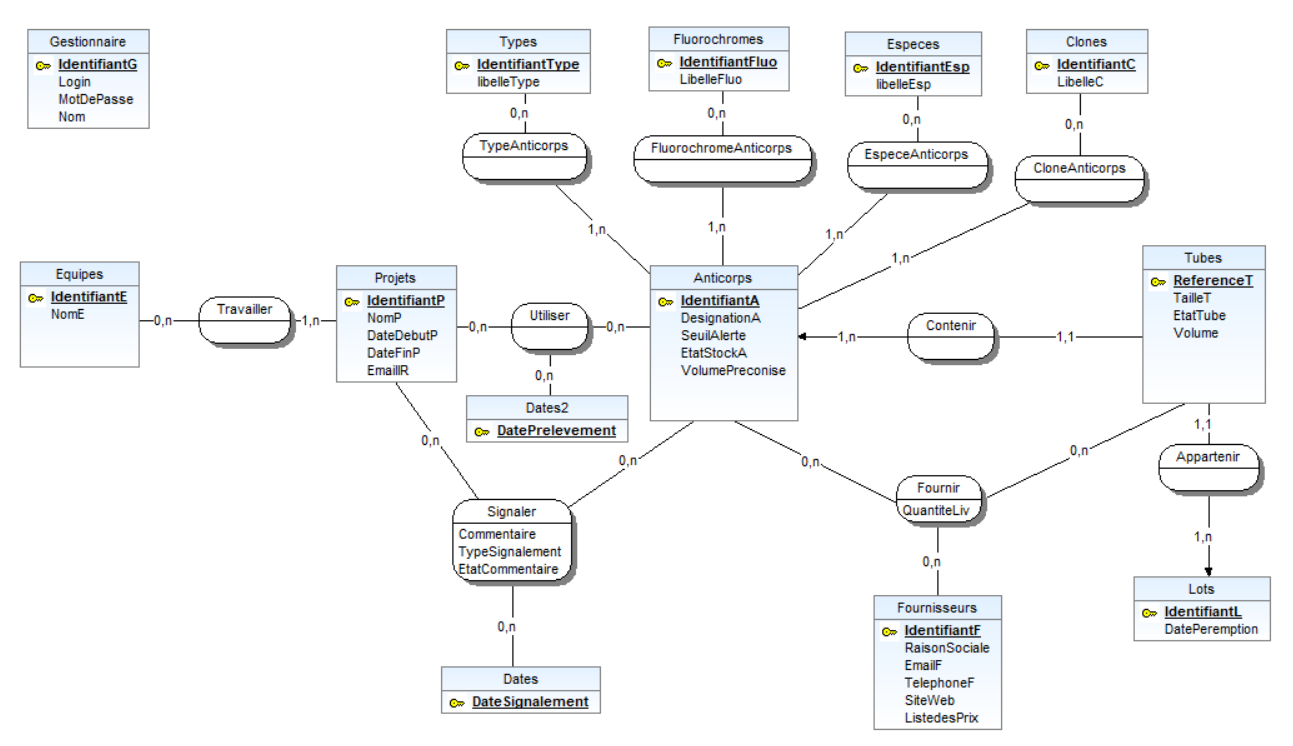 Gestionnaire
IdentifiantG
Login
MotDePasse
Nom
Types
IdentifiantType
libelleType
Fluorochromes
IdentifiantFluo
LibelleFluo
Especes
IdentifiantEsp
libelleEsp
Clones
IdentifiantC
LibelleC
0,n
0,n
0,n
0,n
TypeAnticorps
FluorochromeAnticorps
EspeceAnticorps
CloneAnticorps
1,n
1,n
1,n
1,n
Equipes
IdentifiantE
NomE
0,n
Travailler
1,n
Projets
IdentifiantP
NomP
DateDebutP
DateFinP
EmailIR
0,n
Utiliser
0,n
0,n
Dates2
DatePrelevement
Anticorps
IdentifiantA
DesignationA
SeuilAlerte
EtatStockA
VolumePreconise
1,n
Contenir
1,1
Tubes
ReferenceT
TailleT
EtatTube
Volume
0,n
0,n
0,n
0,n
1,1
Appartenir
1,n
Signaler
Commentaire
TypeSignalement
EtatCommentaire
Fournir
QuantiteLiv
0,n
0,n
Lots
IdentifiantL
DatePeremption
Fournisseurs
IdentifiantF
RaisonSociale
EmailF
TelephoneF
SiteWeb
ListedesPrix
Dates
DateSignalement